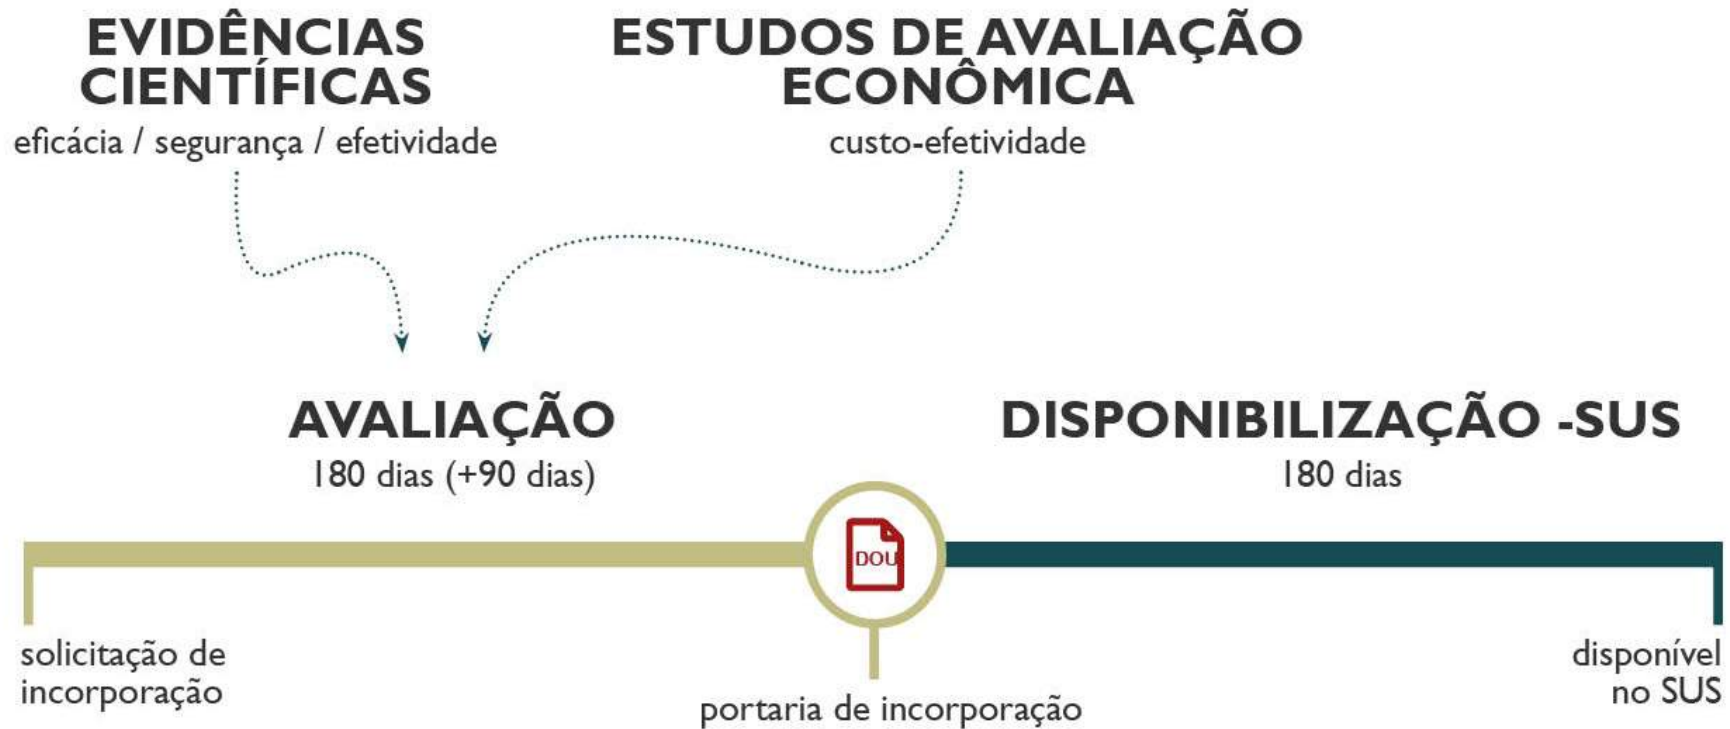 EVIDÊNCIAS
CIENTÍFICAS
eficácia / segurança / efetividade
ESTUDOS DE AVALIAÇÃO
ECONÔMICA
custo-efetividade
AVALIAÇÃO
180 dias (+90 dias)
DISPONIBILIZAÇÃO -SUS
180 dias
DOU
solicitação de
incorporação
portaria de incorporação
disponível
no SUS